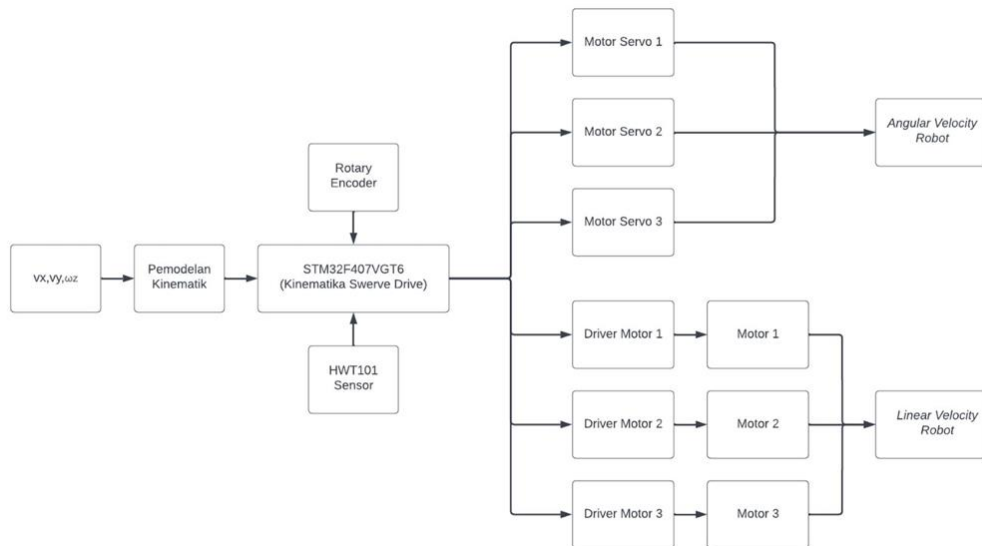 Motor Servo 1
Motor Servo 2
Angular Velocity
Robot
Rotary
Encoder
Motor Servo 3
vx,vy,ωz
Pemodelan
Kinematik
STM32F407VGT6
(Kinematika Swerve Drive)
Driver Motor 1
Motor 1
HWT101
Sensor
Driver Motor 2
Motor 2
Linear Velocity
Robot
Driver Motor 3
Motor 3